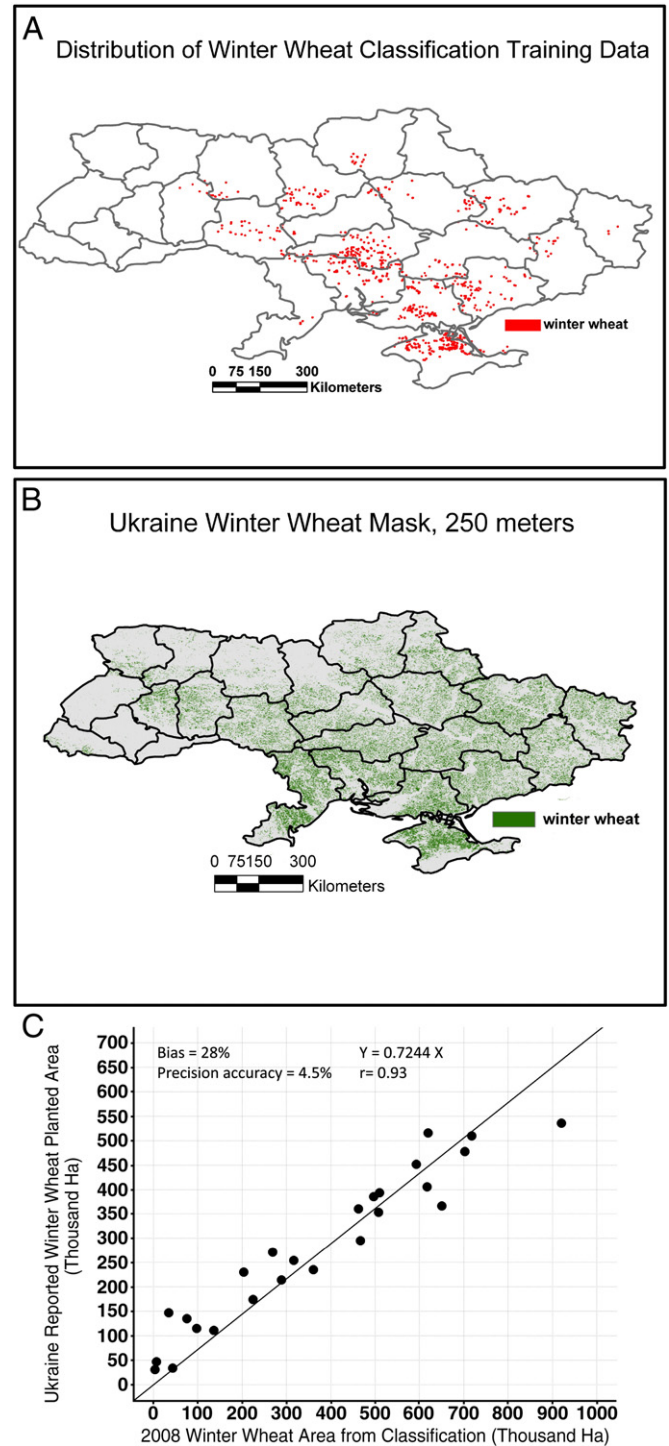 A
Distribution of Winter Wheat Classification Training Data
winter wheat
0 75 150 300
Kilometers
B
Ukraine Winter Wheat Mask, 250 meters
winter wheat
0 75150 300
Kilometers
C
Ukraine Reported Winter Wheat Planted Area
(Thousand Ha)
700
650
600
550
500
450
400
350
300
250
200
150
100
50
0
Bias = 28%
Precision accuracy = 4.5%
Y = 0.7244 X
r= 0.93
0 100 200 300 400 500 600 700 800 900 1000
2008 Winter Wheat Area from Classification (Thousand Ha)